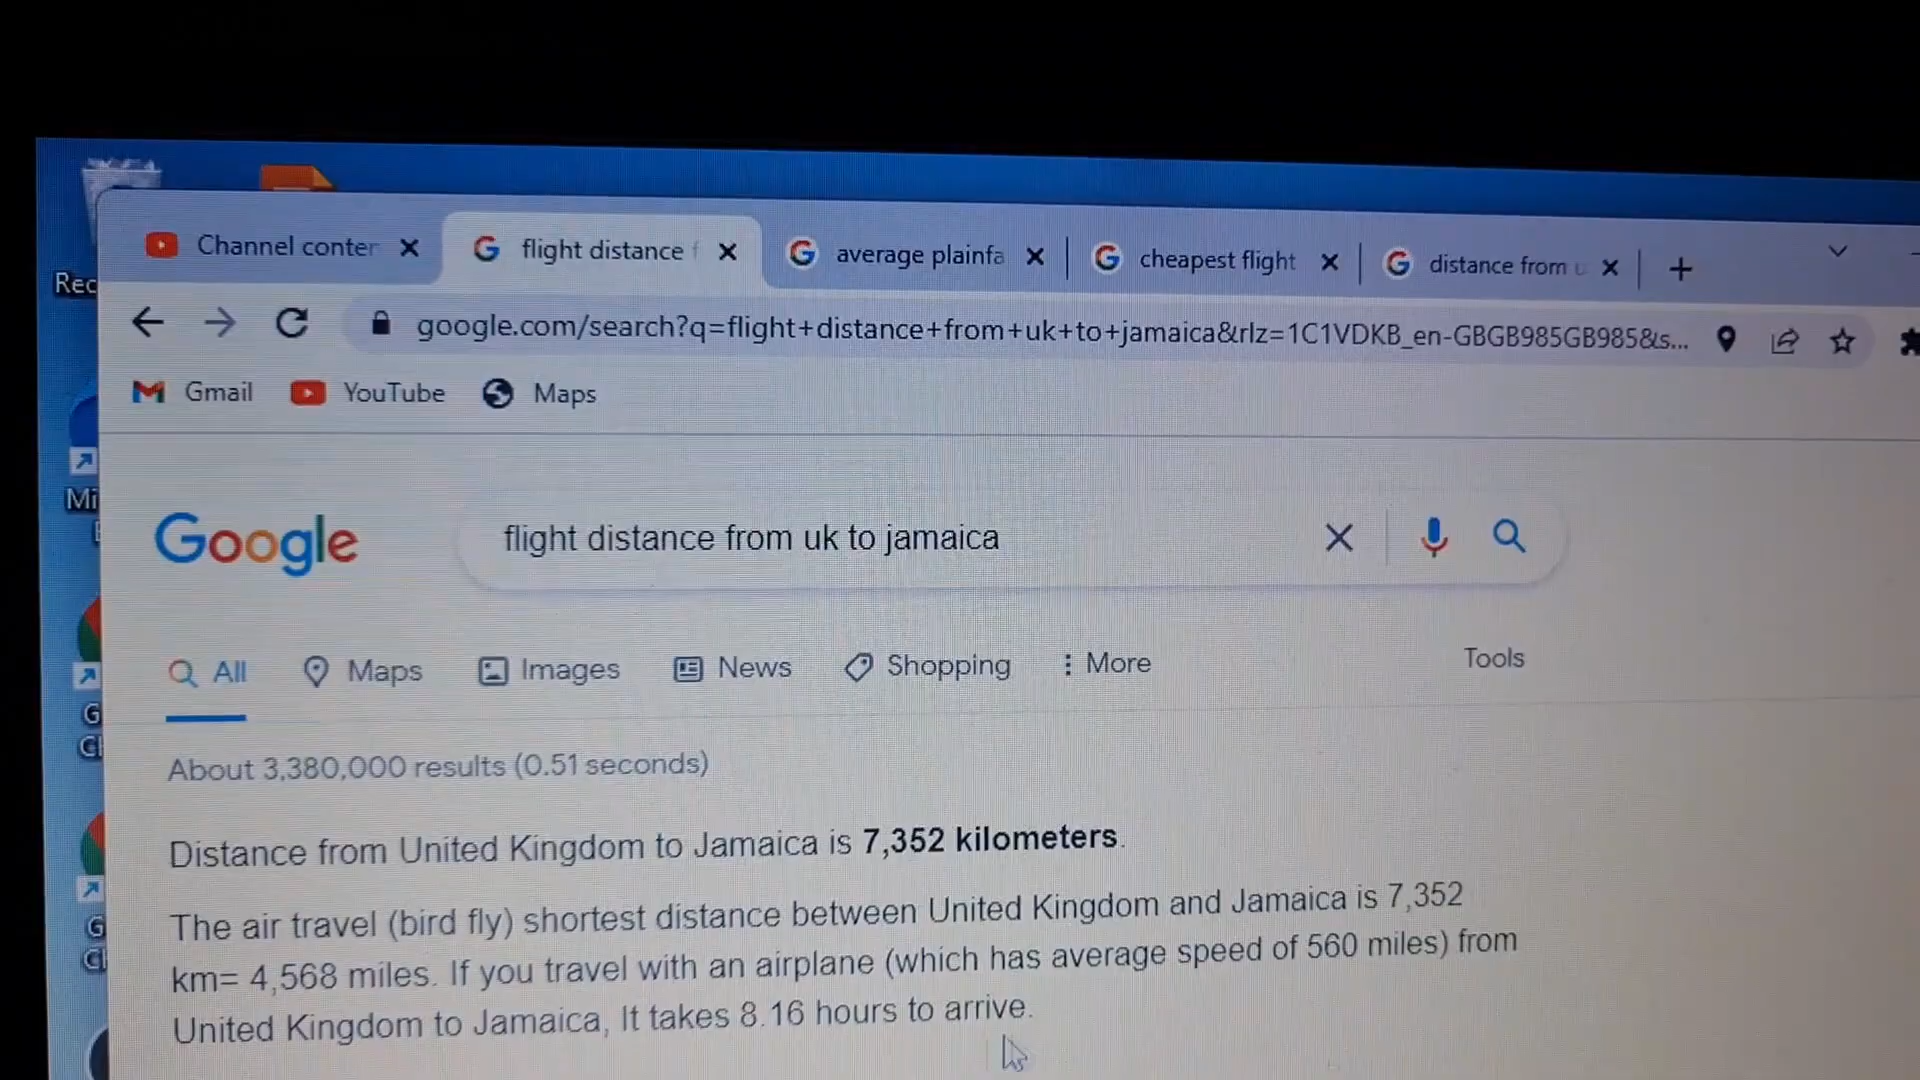 Rec
Channel conter
flight distance f
average plainfa
cheapest flight
distance from u
google.com/search?q=flight+distance+from+uk+to+jamaica&rlz=1C1VDKB_en-GBGB985GB985&s...
Gmail
YouTube
Maps
Mi
Google
flight distance from uk to jamaica
All
Maps
Images
News
Shopping
More
Tools
G
About 3,380,000 results (0.51 seconds)
Distance from United Kingdom to Jamaica is 7,352 kilometers.
The air travel (bird fly) shortest distance between United Kingdom and Jamaica is 7,352
km= 4,568 miles. If you travel with an airplane (which has average speed of 560 miles) from
United Kingdom to Jamaica, It takes 8.16 hours to arrive.
G